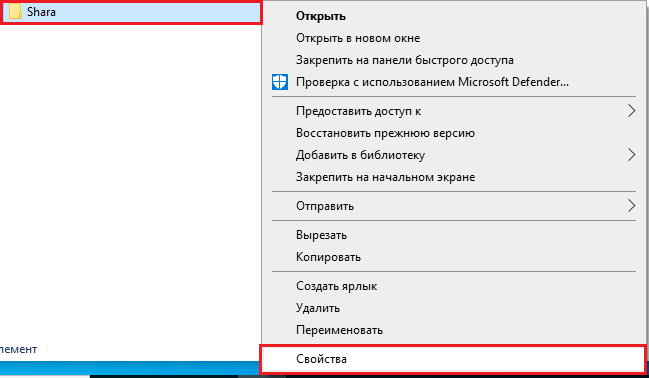 Shara
Открыть
Открыть в новом окне
Закрепить на панели быстрого доступа
Проверка с использованием Microsoft Defender...
Предоставить доступ к
Восстановить прежнюю версию
Добавить в библиотеку
Закрепить на начальном экране
Отправить
Вырезать
Копировать
Создать ярлык
Удалить
Переименовать
лемент
Свойства